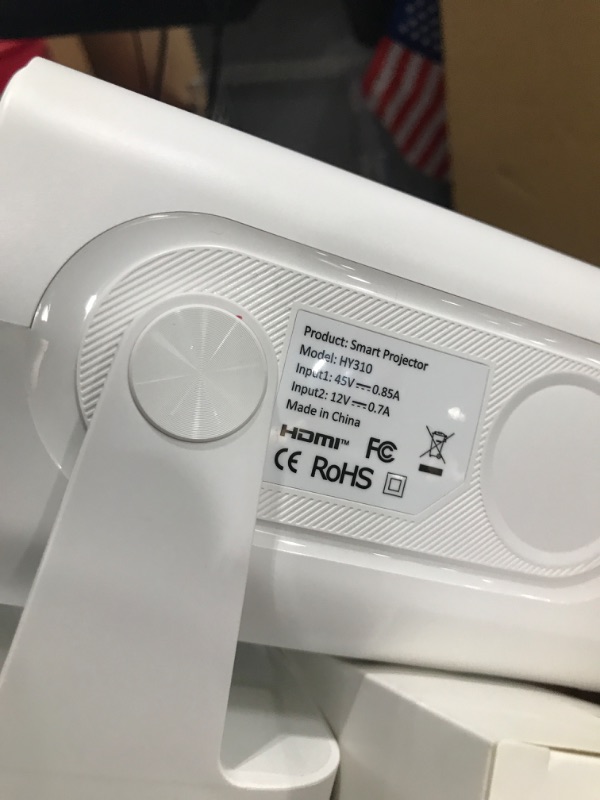 Product: Smart Projector
Model: HY310
Input1: 45V⎓0.85A
Input2: 12V⎓0.7A
Made in China
HDMI™ FC
CE RoHS